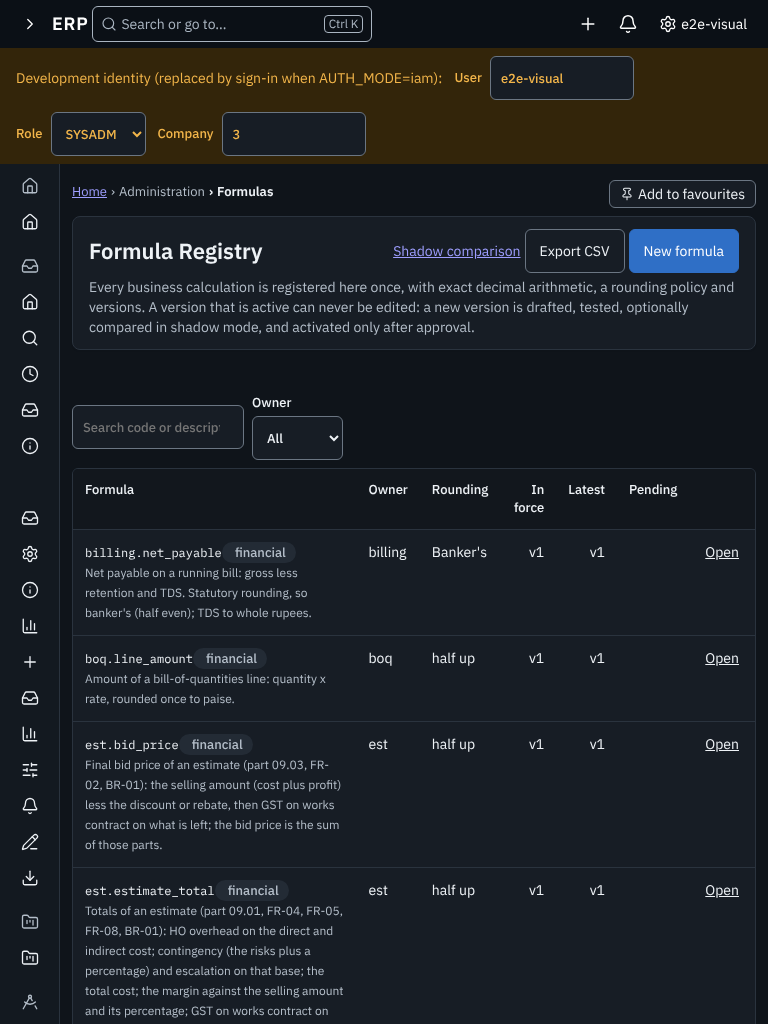 ERP
Search or go to...
Ctrl K
e2e-visual
Development identity (replaced by sign-in when AUTH_MODE=iam):
User
e2e-visual
Role
SYSADM
Company
3
Home › Administration › Formulas
Add to favourites
Formula Registry
Shadow comparison
Export CSV
New formula
Every business calculation is registered here once, with exact decimal arithmetic, a rounding policy and
versions. A version that is active can never be edited: a new version is drafted, tested, optionally
compared in shadow mode, and activated only after approval.
Owner
Search code or descrip
All
Formula Owner Rounding In force Latest Pending
billing.net_payable financial billing Banker's v1 v1 Open
Net payable on a running bill: gross less
retention and TDS. Statutory rounding, so
banker's (half even); TDS to whole rupees.
boq.line_amount financial boq half up v1 v1 Open
Amount of a bill-of-quantities line: quantity x
rate, rounded once to paise.
est.bid_price financial est half up v1 v1 Open
Final bid price of an estimate (part 09.03, FR-
02, BR-01): the selling amount (cost plus profit)
less the discount or rebate, then GST on works
contract on what is left; the bid price is the sum
of those parts.
est.estimate_total financial est half up v1 v1 Open
Totals of an estimate (part 09.01, FR-04, FR-05,
FR-08, BR-01): HO overhead on the direct and
indirect cost; contingency (the risks plus a
percentage) and escalation on that base; the
total cost; the margin against the selling amount
and its percentage; GST on works contract on